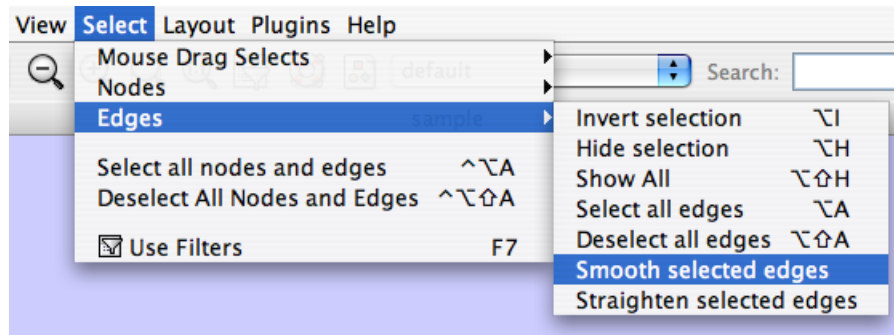 View Select Layout Plugins Help
Mouse Drag Selects
default
Search:
Nodes
Edges
sample
Select all nodes and edges ^⌥A
Deselect All Nodes and Edges ^⌥⇧A
Use Filters F7
Invert selection ⌥I
Hide selection ⌥H
Show All ⌥⇧H
Select all edges ⌥A
Deselect all edges ⌥⇧A
Smooth selected edges
Straighten selected edges